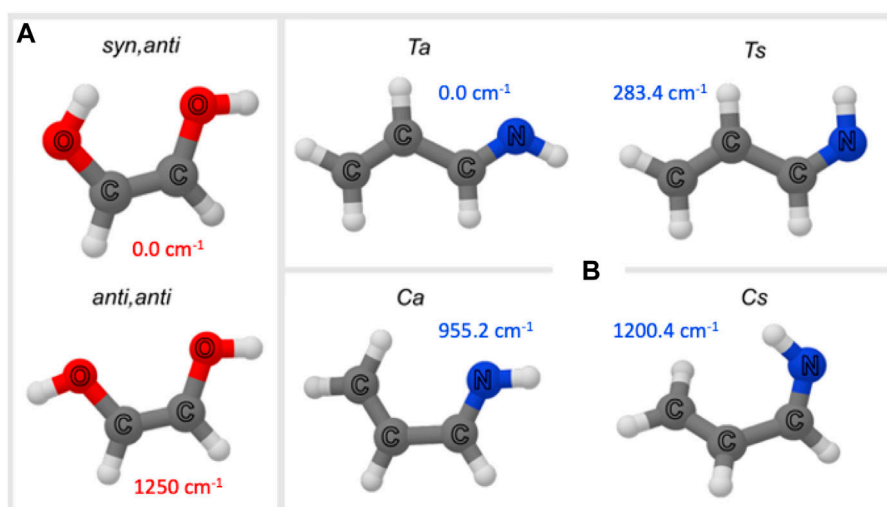 A
syn,anti
O
O
C
C
0.0 cm-1
anti,anti
O
O
C
C
1250 cm-1
B
Ta
0.0 cm-1
C
C
C
N
Ts
283.4 cm-1
C
C
C
N
Ca
955.2 cm-1
C
C
C
N
Cs
1200.4 cm-1
C
C
C
N